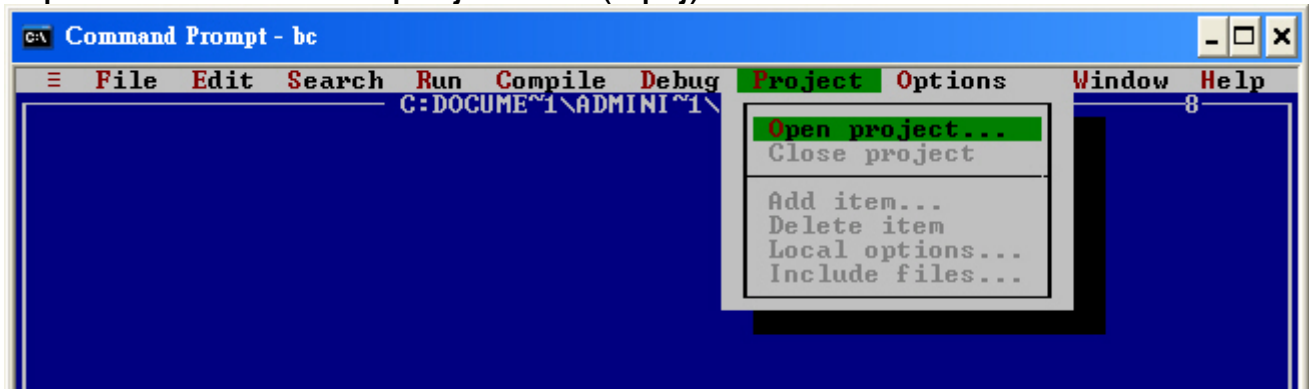 C:\ Command Prompt - bc
≡ File Edit Search Run Compile Debug Project Options Window Help
C:DOCUME~1\ADMINI~1\ 8
Open project...
Close project
Add item...
Delete item
Local options...
Include files...